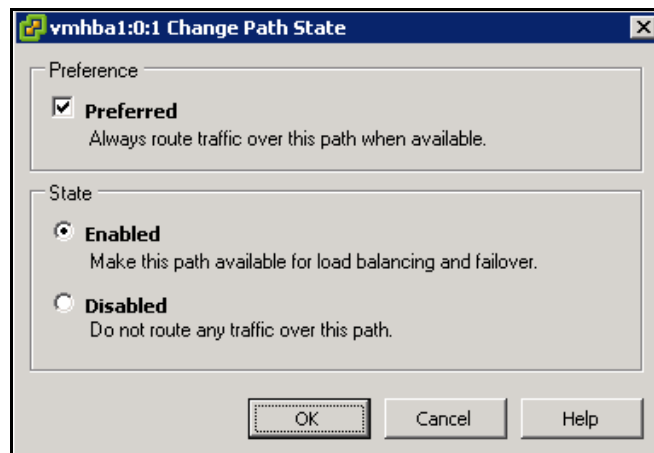 vmhba1:0:1 Change Path State
Preference
Preferred
Always route traffic over this path when available.
State
Enabled
Make this path available for load balancing and failover.
Disabled
Do not route any traffic over this path.
OK Cancel Help